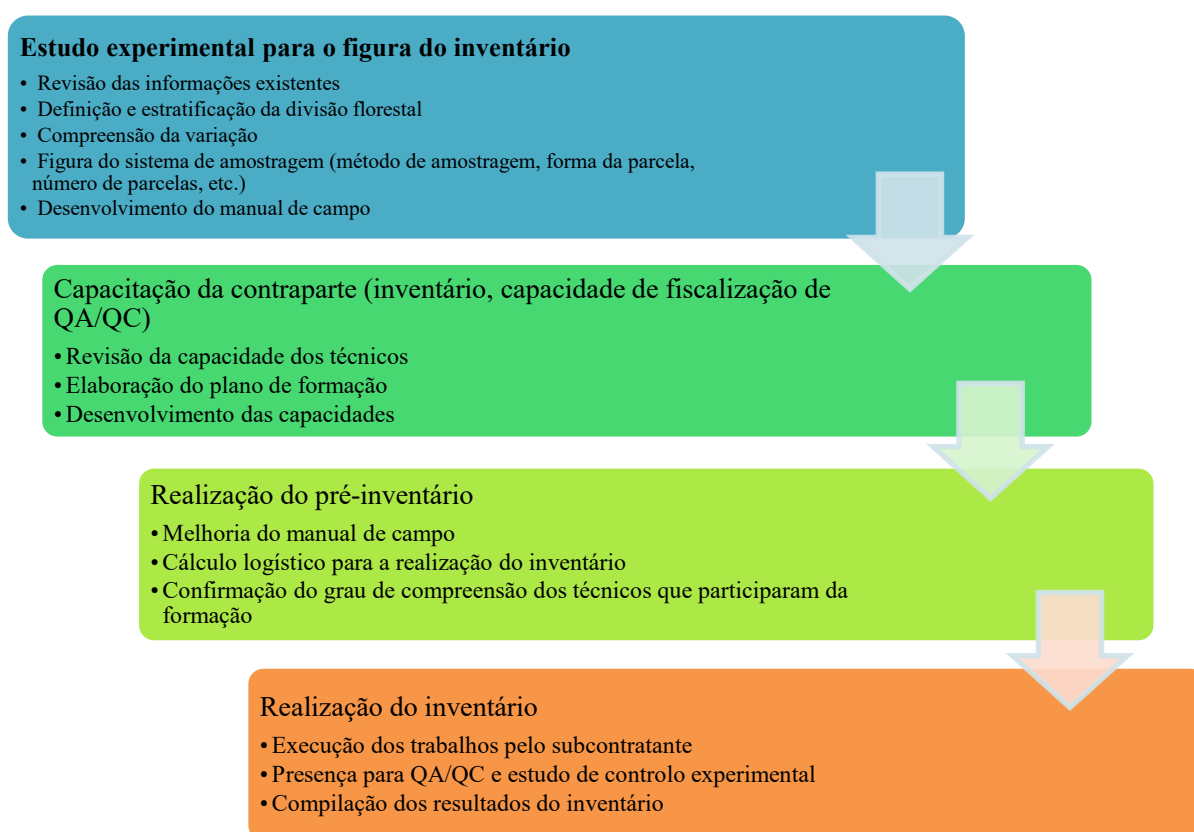 Estudo experimental para o figura do inventário
• Revisão das informações existentes
• Definição e estratificação da divisão florestal
• Compreensão da variação
• Figura do sistema de amostragem (método de amostragem, forma da parcela,
número de parcelas, etc.)
• Desenvolvimento do manual de campo
Capacitação da contraparte (inventário, capacidade de fiscalização de
QA/QC)
• Revisão da capacidade dos técnicos
• Elaboração do plano de formação
• Desenvolvimento das capacidades
Realização do pré-inventário
• Melhoria do manual de campo
• Cálculo logístico para a realização do inventário
• Confirmação do grau de compreensão dos técnicos que participaram da
formação
Realização do inventário
• Execução dos trabalhos pelo subcontratante
• Presença para QA/QC e estudo de controlo experimental
• Compilação dos resultados do inventário